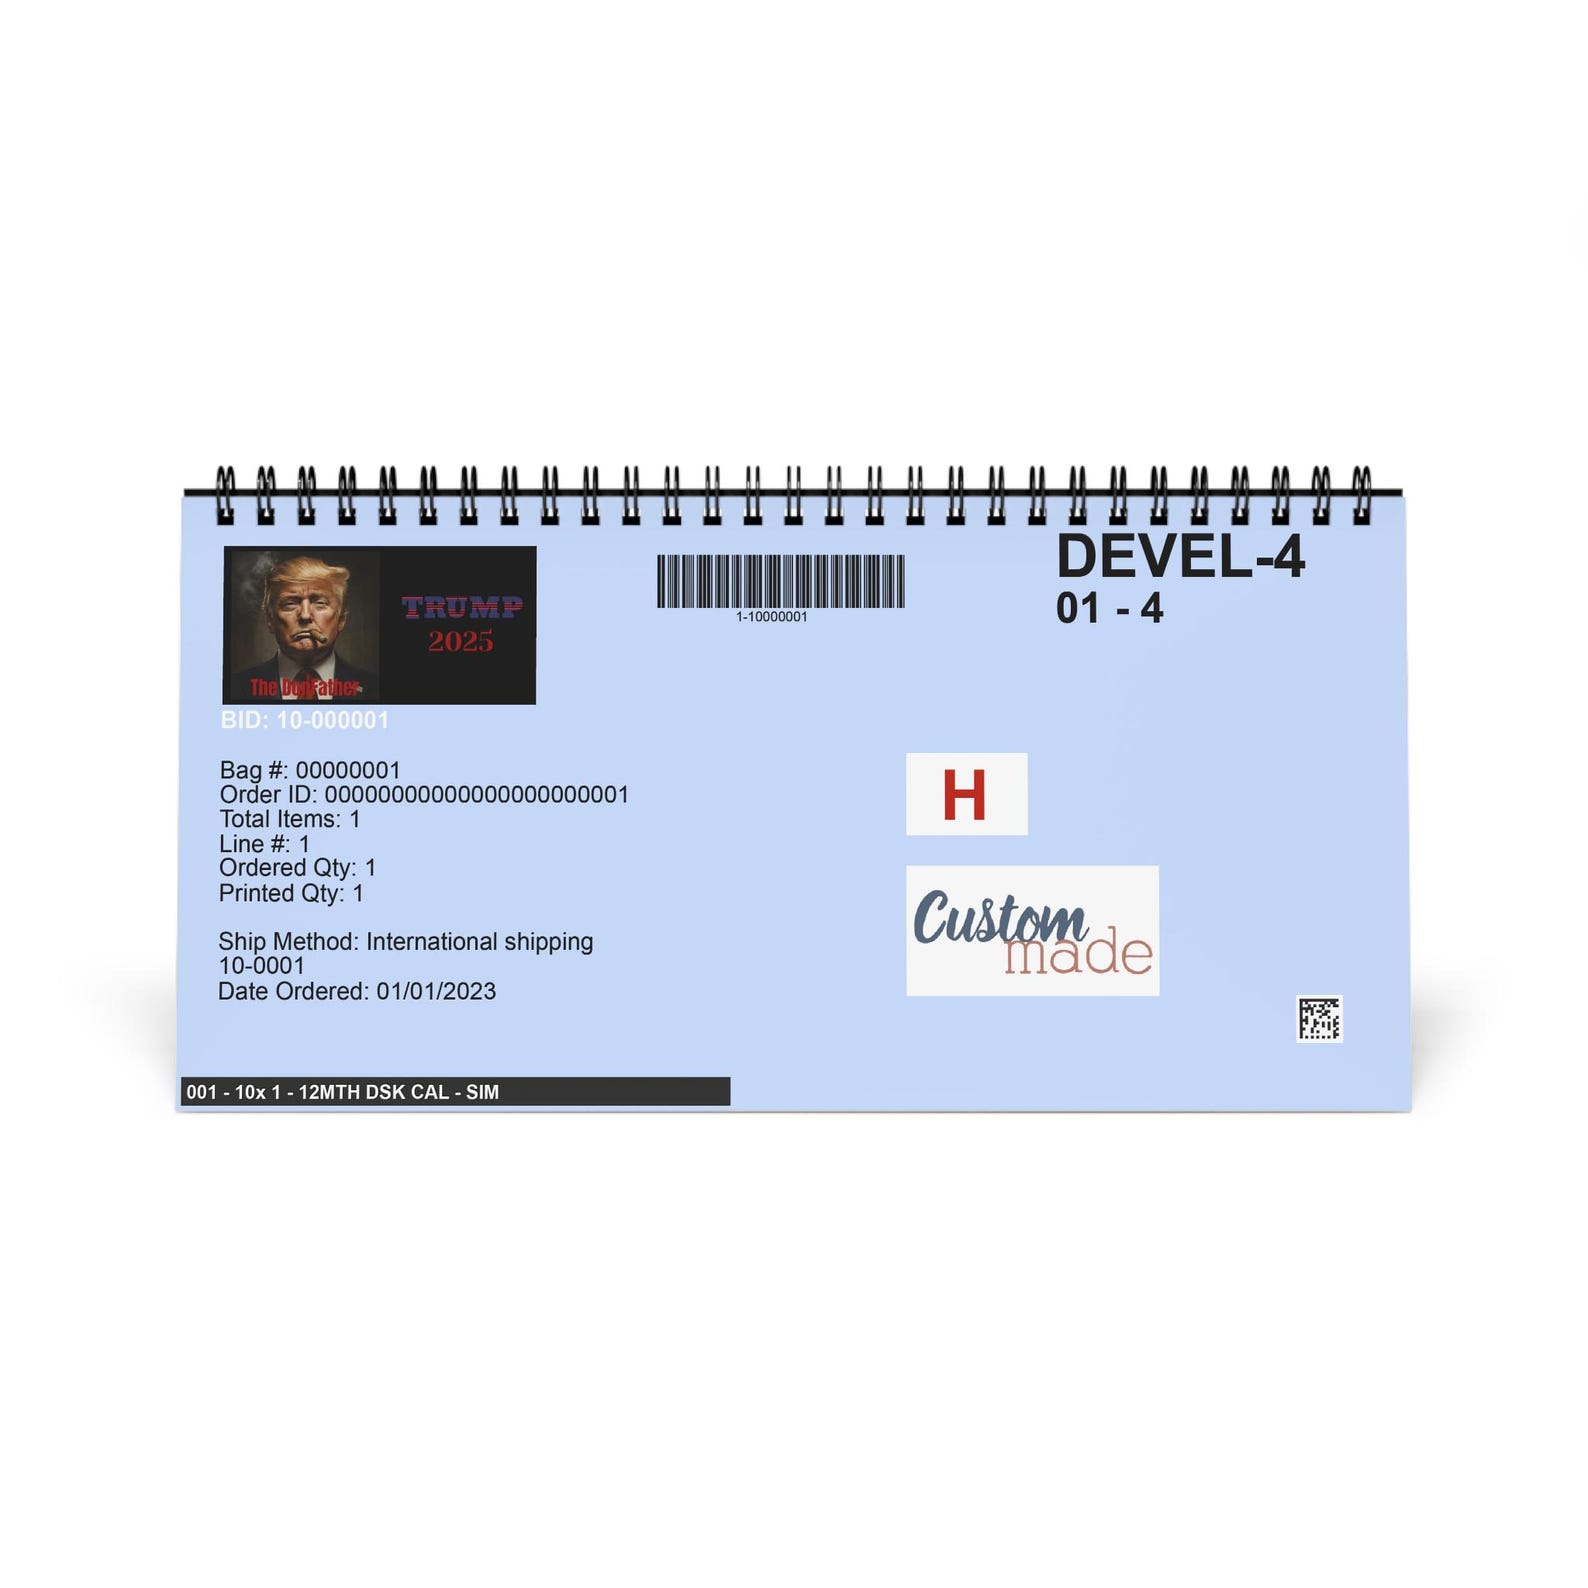 TRUMP
2025
The DonFather
BID: 10-000001
1-10000001
DEVEL-4
01 - 4
Bag #: 00000001
Order ID: 00000000000000000000001
Total Items: 1
Line #: 1
Ordered Qty: 1
Printed Qty: 1
Ship Method: International shipping
10-0001
Date Ordered: 01/01/2023
H
Custom
made
001 - 10x 1 - 12MTH DSK CAL - SIM